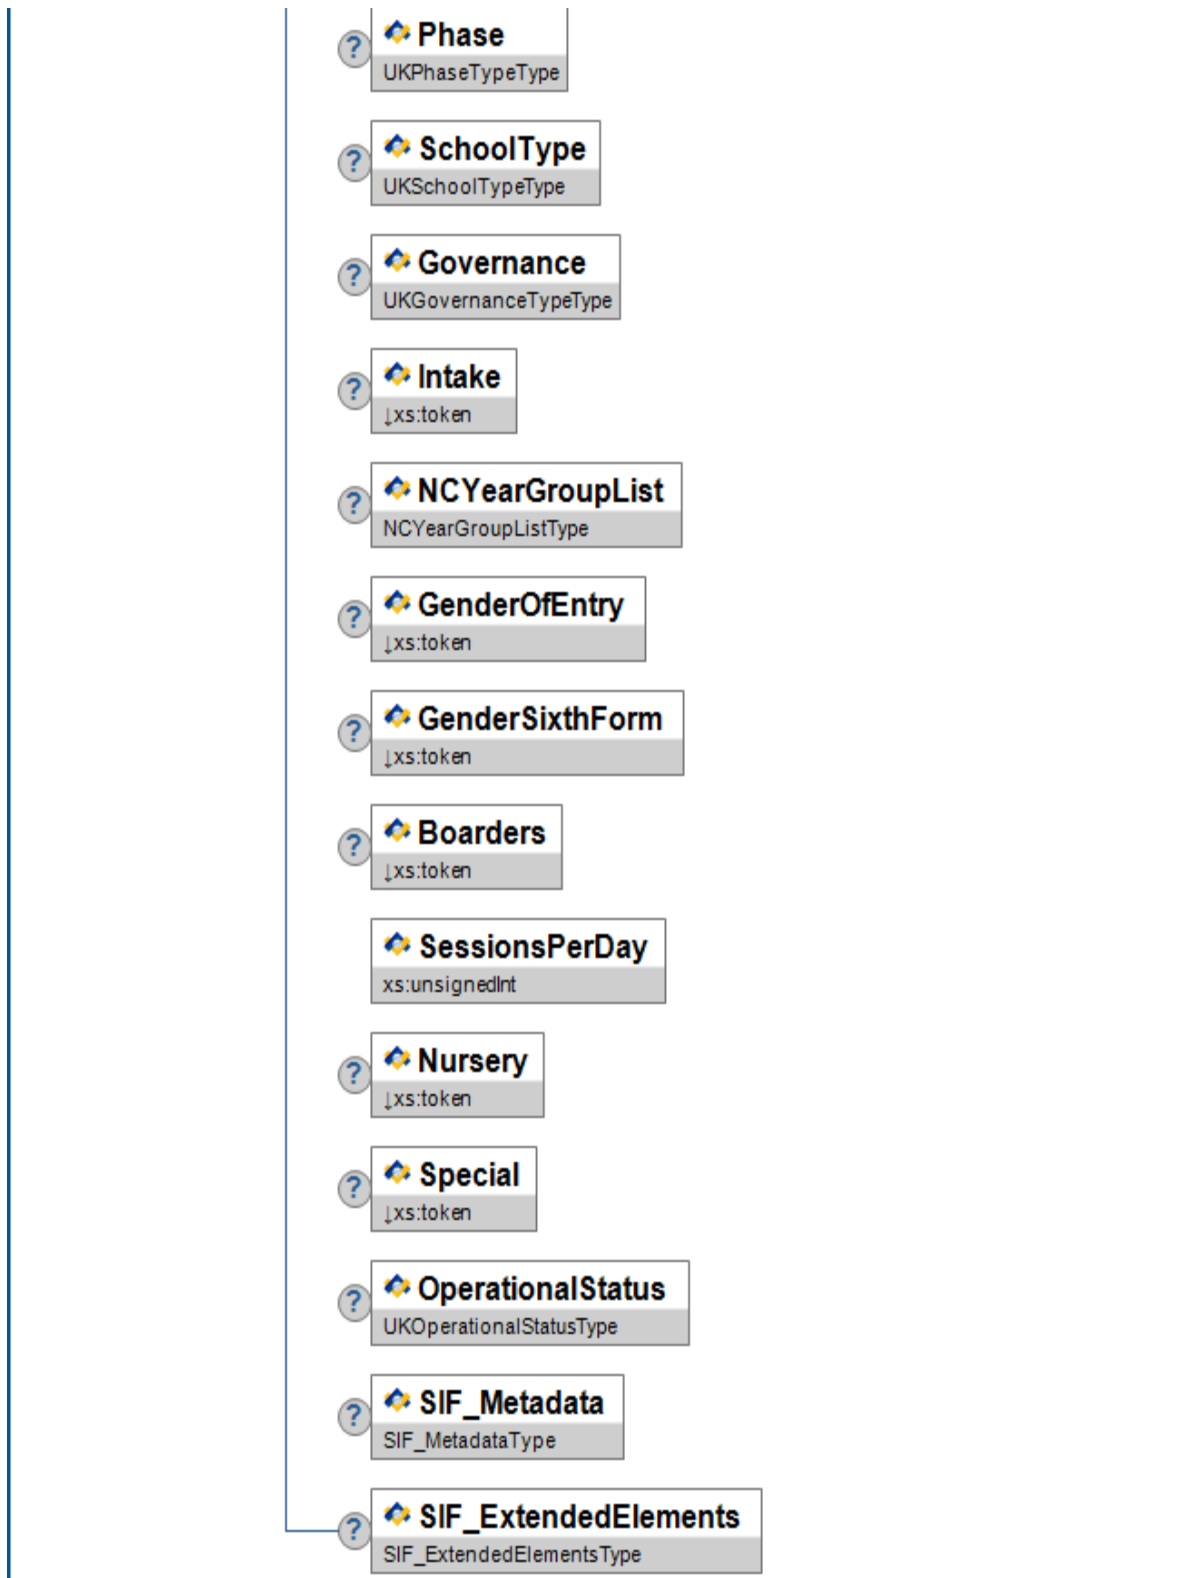 Phase
?
UKPhaseTypeType
SchoolType
?
UKSchoolTypeType
Governance
?
UKGovernanceTypeType
Intake
?
↓xs:token
NCYearGroupList
?
NCYearGroupListType
GenderOfEntry
?
↓xs:token
GenderSixthForm
?
↓xs:token
Boarders
?
↓xs:token
SessionsPerDay
xs:unsignedInt
Nursery
?
↓xs:token
Special
?
↓xs:token
OperationalStatus
?
UKOperationalStatusType
SIF_Metadata
?
SIF_MetadataType
SIF_ExtendedElements
?
SIF_ExtendedElementsType